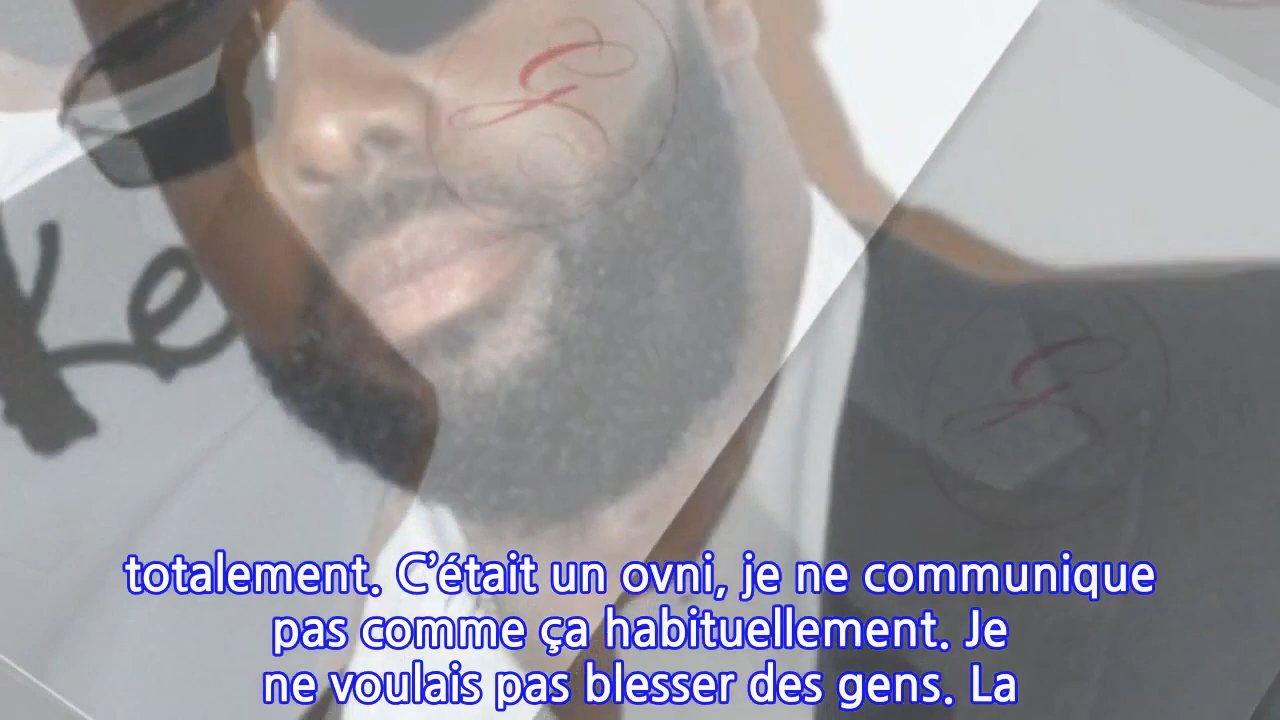 Ke
totalement. C’était un ovni, je ne communique
pas comme ça habituellement. Je
ne voulais pas blesser des gens. La